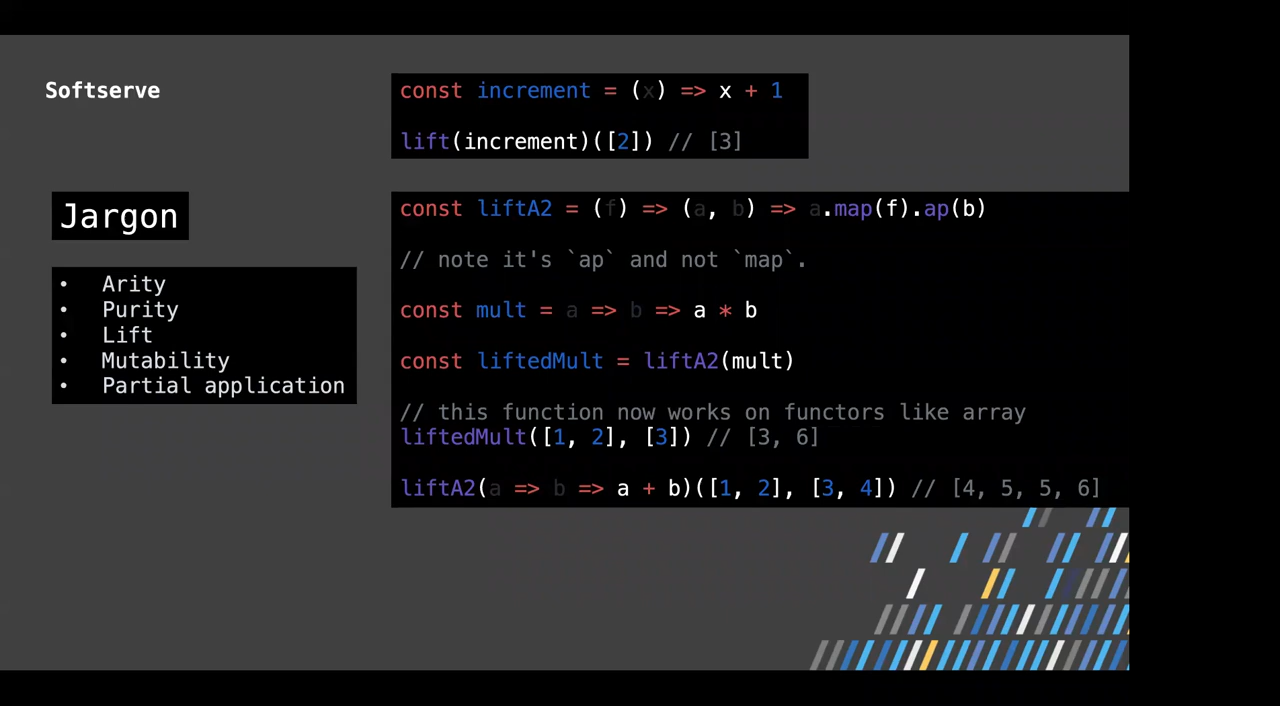 Softserve
const increment = (x) => x + 1
lift(increment)([2]) // [3]
Jargon
• Arity
• Purity
• Lift
• Mutability
• Partial application
const liftA2 = (f) => (a, b) => a.map(f).ap(b)
// note it's `ap` and not `map`.
const mult = a => b => a * b
const liftedMult = liftA2(mult)
// this function now works on functors like array
liftedMult([1, 2], [3]) // [3, 6]
liftA2(a => b => a + b)([1, 2], [3, 4]) // [4, 5, 5, 6]